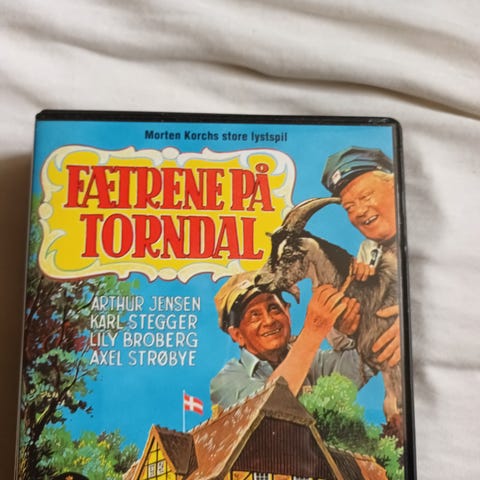 Morten Korchs store lystspil
FÆTRENE PÅ
TORNDAL
ARTHUR JENSEN
KARL STEGGER
LILY BROBERG
AXEL STRØBYE